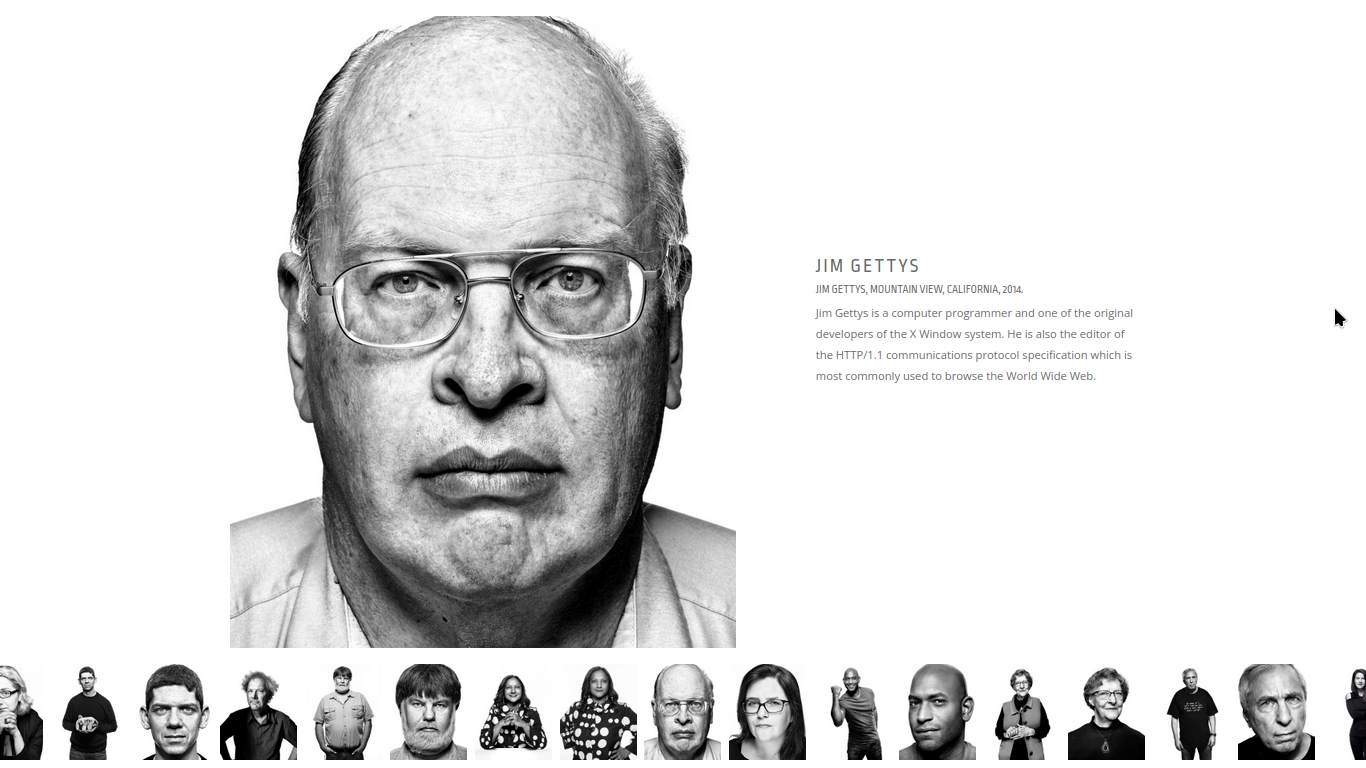 JIM GETTYS
JIM GETTYS, MOUNTAIN VIEW, CALIFORNIA, 2014.
Jim Gettys is a computer programmer and one of the original
developers of the X Window system. He is also the editor of
the HTTP/1.1 communications protocol specification which is
most commonly used to browse the World Wide Web.